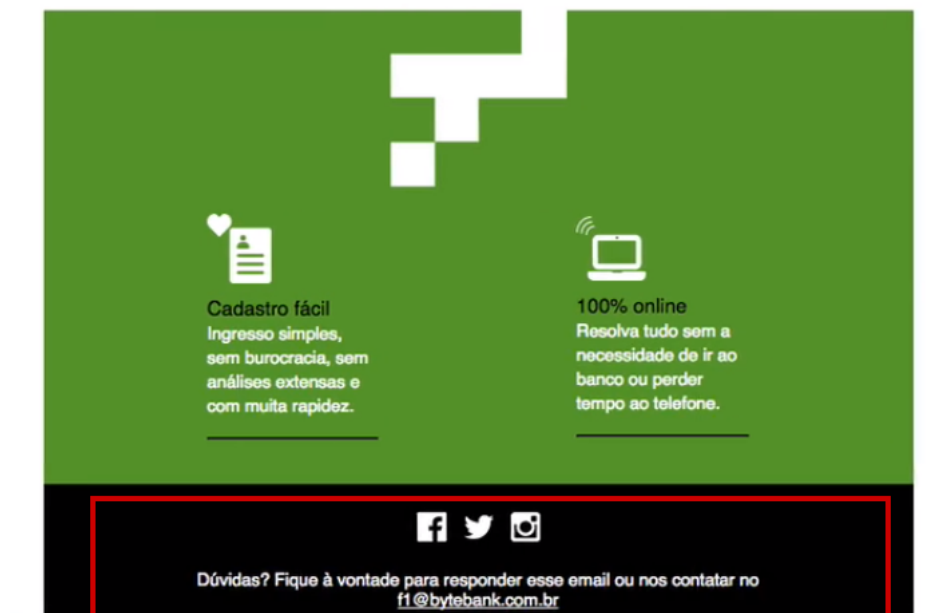 Cadastro fácil
Ingresso simples,
sem burocracia, sem
análises extensas e
com muita rapidez.
100% online
Resolva tudo sem a
necessidade de ir ao
banco ou perder
tempo ao telefone.
Dúvidas? Fique à vontade para responder esse email ou nos contatar no
f1@bytebank.com.br